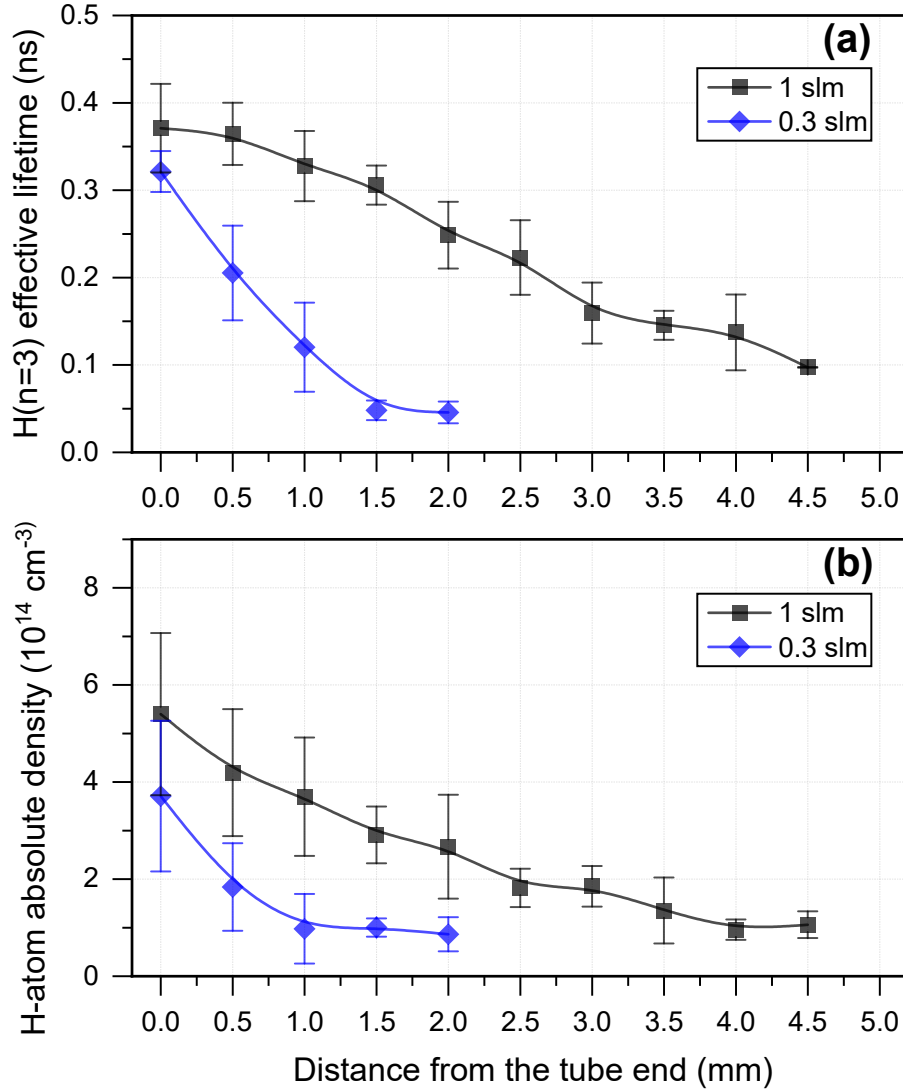 (a)
H(n=3) effective lifetime (ns)
0.5
0.4
0.3
0.2
0.1
0.0
1 slm
0.3 slm
0.0 0.5 1.0 1.5 2.0 2.5 3.0 3.5 4.0 4.5 5.0
(b)
H-atom absolute density (10¹⁴ cm⁻³)
8
6
4
2
0
1 slm
0.3 slm
0.0 0.5 1.0 1.5 2.0 2.5 3.0 3.5 4.0 4.5 5.0
Distance from the tube end (mm)